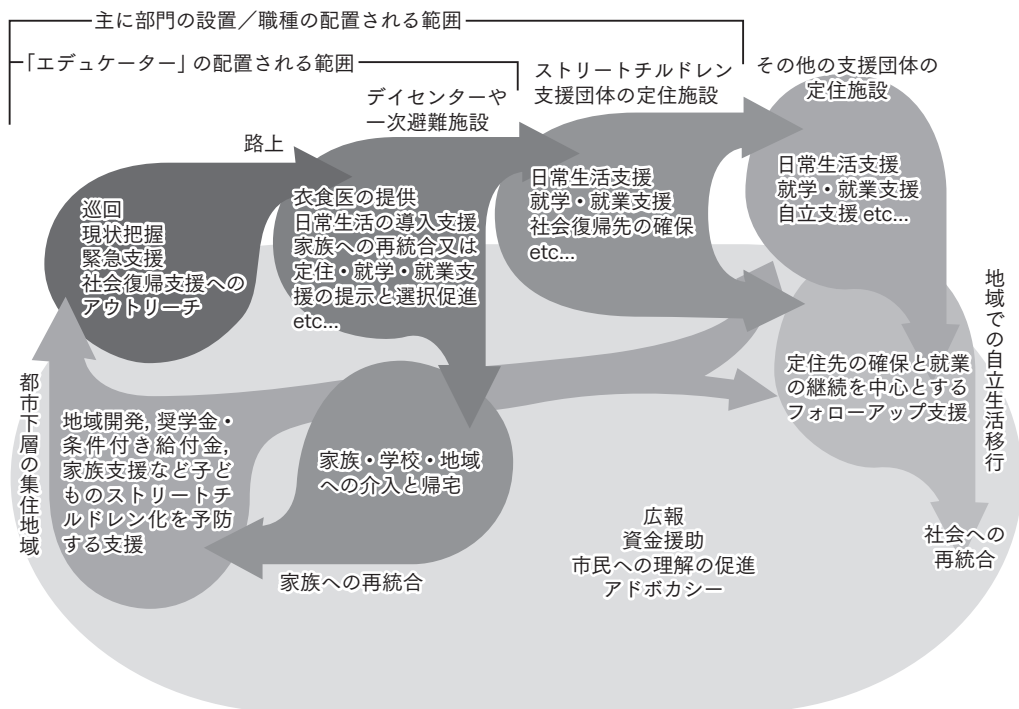 主に部門の設置／職種の配置される範囲
「エデュケーター」の配置される範囲
路上
巡回
現状把握
緊急支援
社会復帰支援への
アウトリーチ
デイセンターや
一次避難施設
衣食医の提供
日常生活の導入支援
家族への再統合又は
定住・就学・就業支
援の提示と選択促進
etc...
ストリートチルドレン
支援団体の定住施設
日常生活支援
就学・就業支援
社会復帰先の確保
etc...
その他の支援団体の
定住施設
日常生活支援
就学・就業支援
自立支援 etc...
地域での自立生活移行
定住先の確保と就業
の継続を中心とする
フォローアップ支援
社会への
再統合
都市下層の集住地域
地域開発, 奨学金・
条件付き給付金,
家族支援など子ど
ものストリートチ
ルドレン化を予防
する支援
家族・学校・地域
への介入と帰宅
家族への再統合
広報
資金援助
市民への理解の促進
アドボカシー